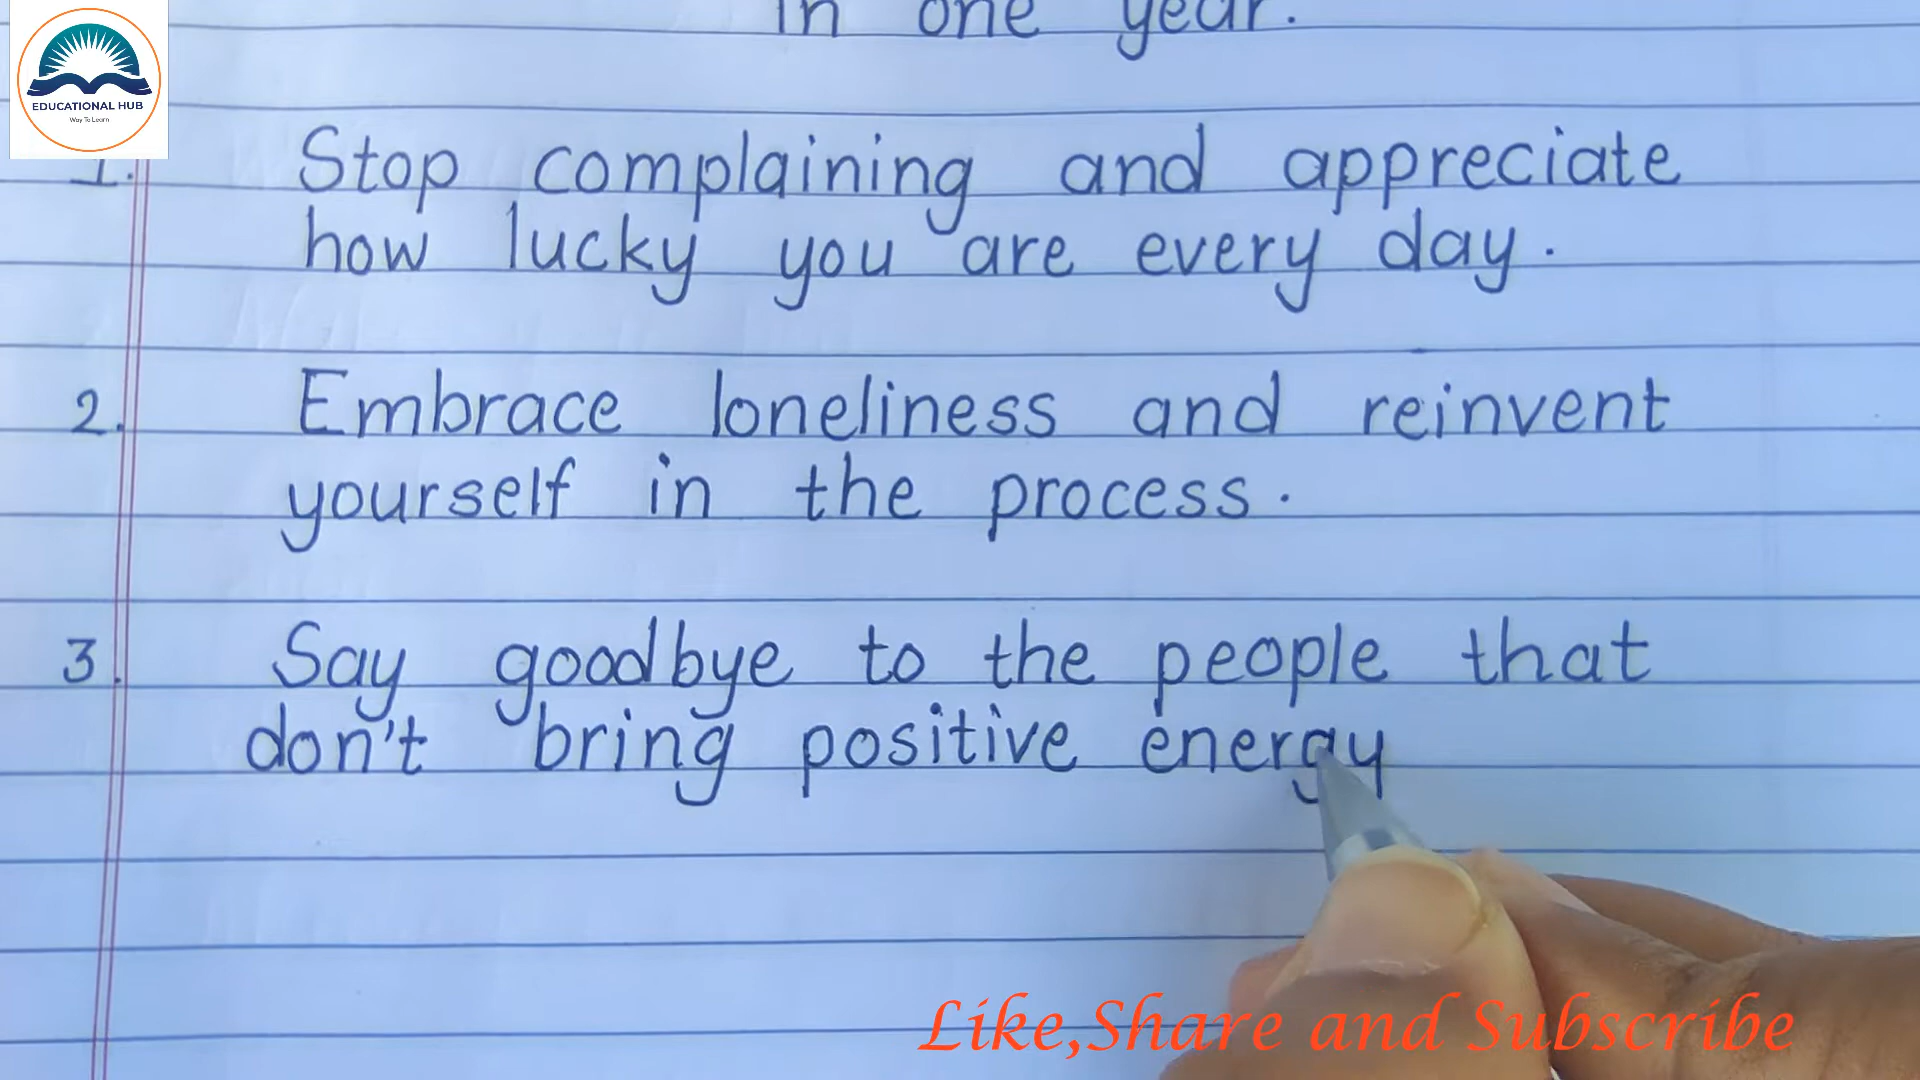 in one year.
EDUCATIONAL HUB
Way To Learn
1. Stop complaining and appreciate
how lucky you are every day.
2. Embrace loneliness and reinvent
yourself in the process.
3. Say goodbye to the people that
don't bring positive energy
Like,Share and Subscribe